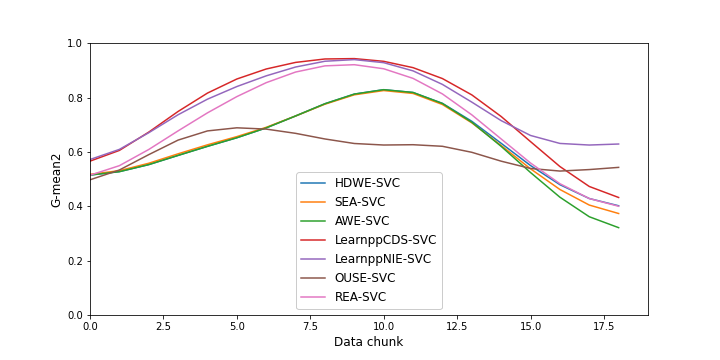 1.0
0.8
0.6
0.4
0.2
0.0
G-mean2
HDWE-SVC
SEA-SVC
AWE-SVC
LearnppCDS-SVC
LearnppNIE-SVC
OUSE-SVC
REA-SVC
0.0 2.5 5.0 7.5 10.0 12.5 15.0 17.5
Data chunk